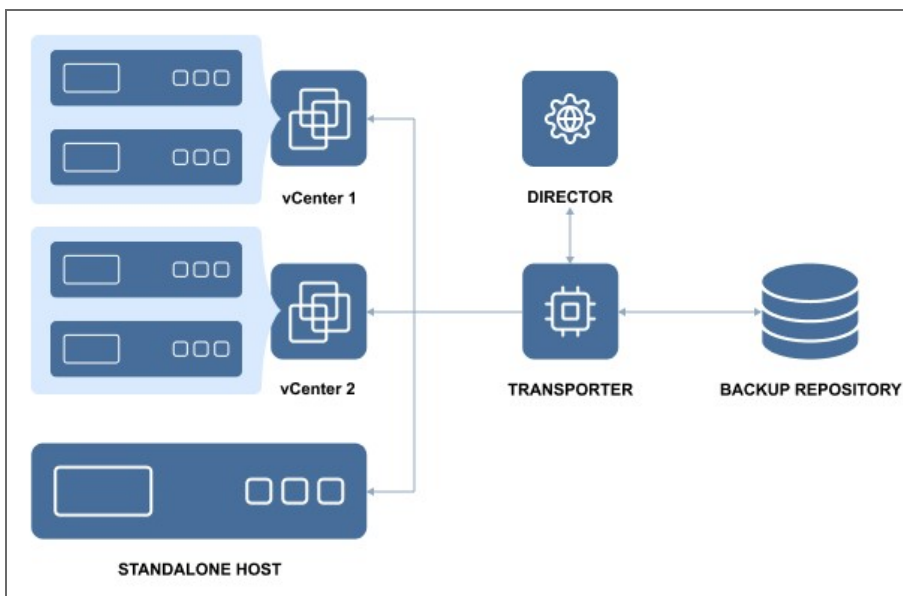 vCenter 1
DIRECTOR
vCenter 2
TRANSPORTER
BACKUP REPOSITORY
STANDALONE HOST